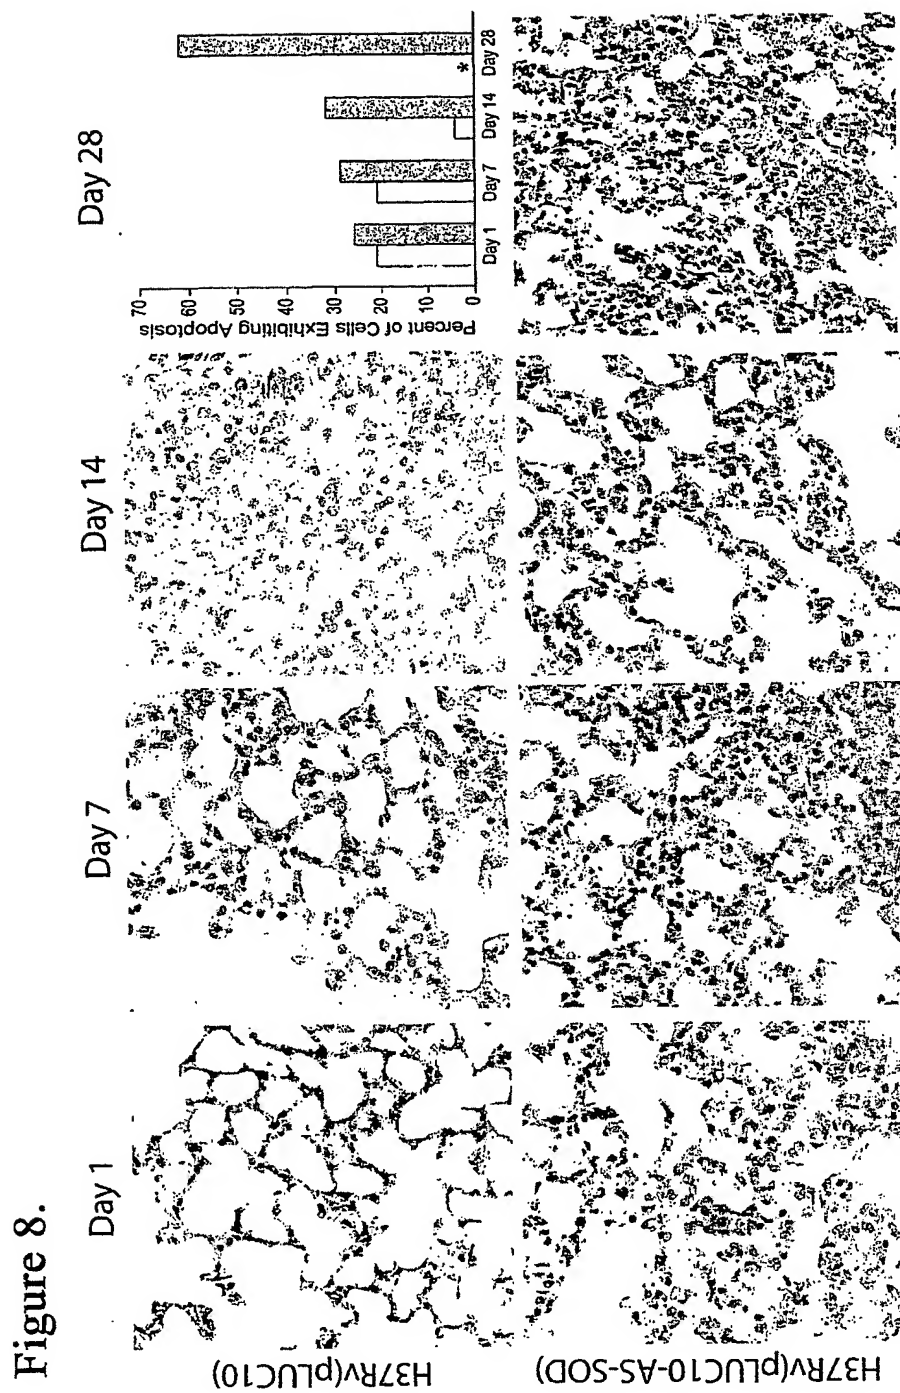 Figure 8.
Day 1
Day 7
Day 14
Day 28
H37Rv(pLUC10)
H37Rv(pLUC10-AS-SOD)
Percent of Cells Exhibiting Apoptosis
70
60
50
40
30
20
10
0
*
Day 1
Day 7
Day 14
Day 28